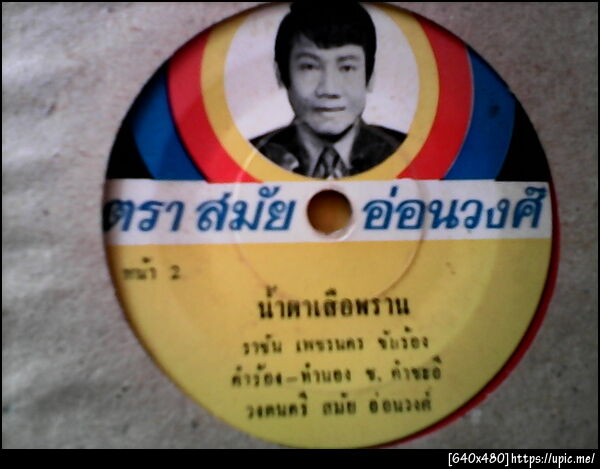 ตรา สมัย อ่อนวงศ์
หน้า 2
น้ำตาเสือพราน
ราชัน เพชรนคร ขับร้อง
คำร้อง-ทำนอง ช. คำชะอี
วงดนตรี สมัย อ่อนวงศ์
[640x480]https://upic.me/